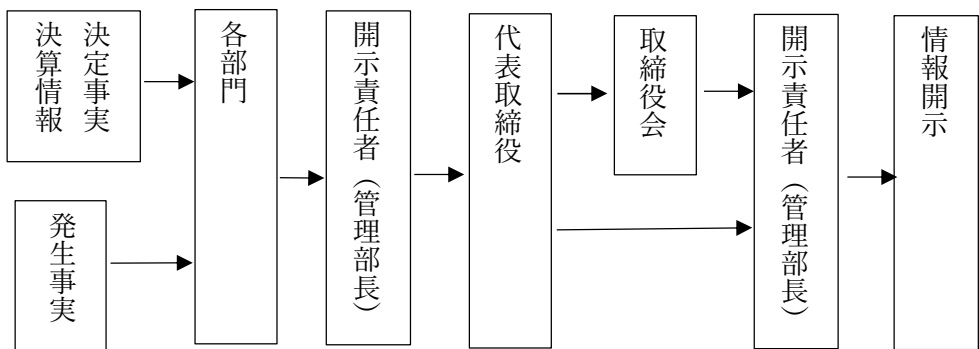 決定事実
決算情報
発生事実
各部門
開示責任者（管理部長）
代表取締役
取締役会
開示責任者（管理部長）
情報開示